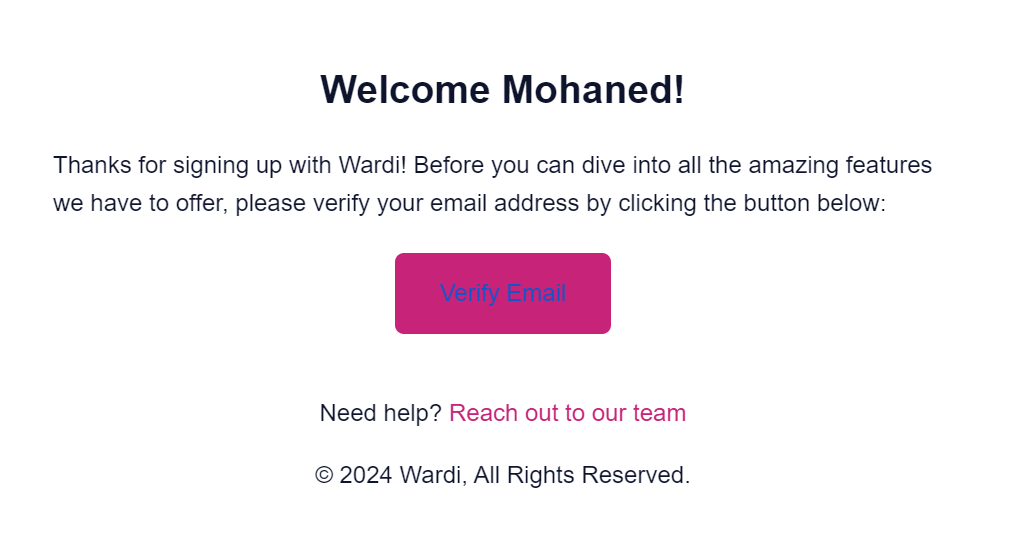 Welcome Mohaned!
Thanks for signing up with Wardi! Before you can dive into all the amazing features
we have to offer, please verify your email address by clicking the button below:
Verify Email
Need help? Reach out to our team
© 2024 Wardi, All Rights Reserved.